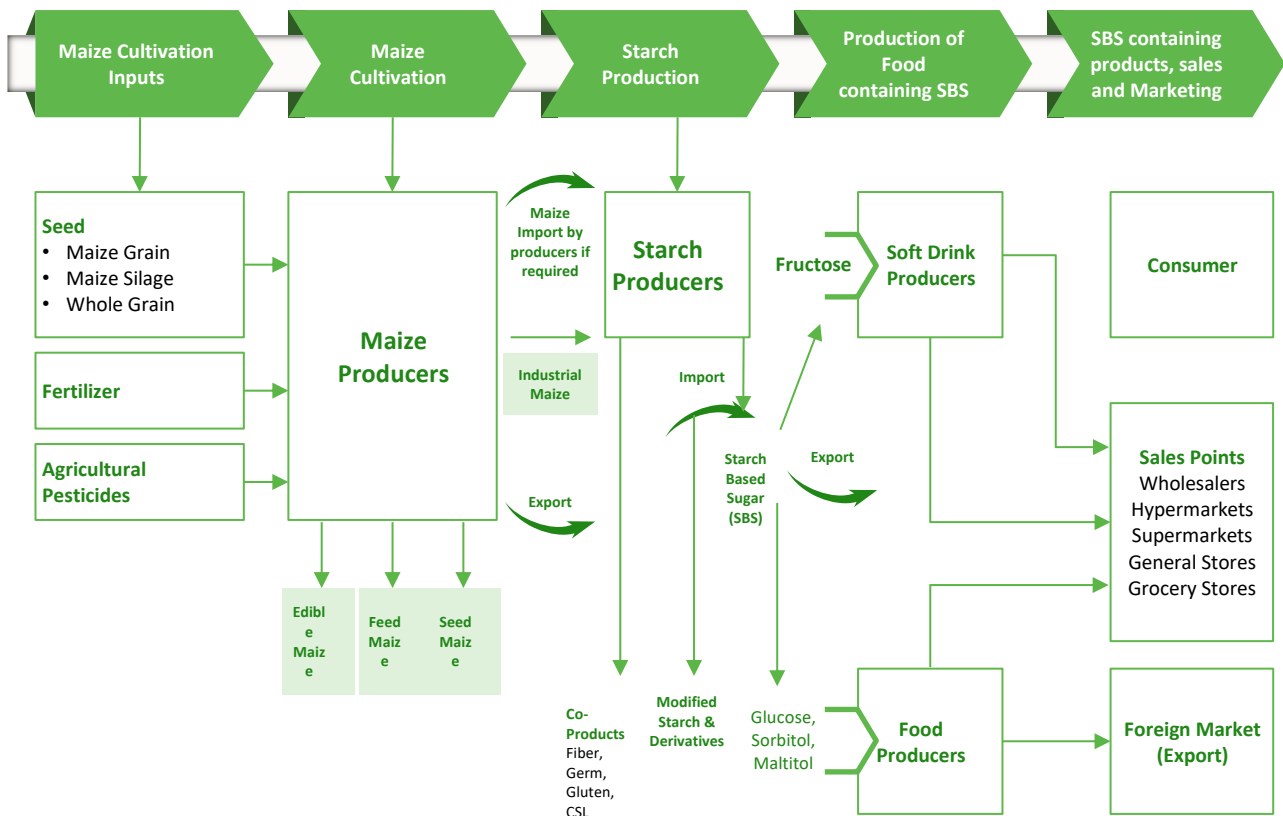 Maize Cultivation
Inputs
Maize
Cultivation
Starch
Production
Production of
Food
containing SBS
SBS containing
products, sales
and Marketing
Seed
• Maize Grain
• Maize Silage
• Whole Grain
Fertilizer
Agricultural
Pesticides
Maize
Producers
Maize
Import by
producers if
required
Industrial
Maize
Export
Edibl
e
Maiz
e
Feed
Maiz
e
Seed
Maiz
e
Starch
Producers
Import
Starch
Based
Sugar
(SBS)
Export
Co-
Products
Fiber,
Germ,
Gluten,
CSL
Modified
Starch &
Derivatives
Glucose,
Sorbitol,
Maltitol
Fructose
Soft Drink
Producers
Food
Producers
Consumer
Sales Points
Wholesalers
Hypermarkets
Supermarkets
General Stores
Grocery Stores
Foreign Market
(Export)